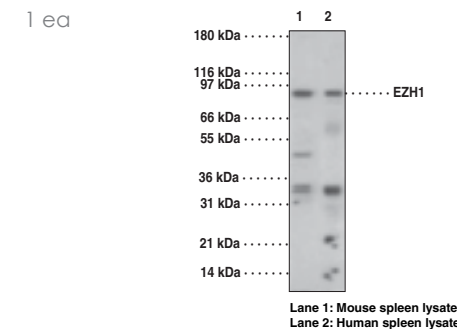 1 ea
1 2
180 kDa
116 kDa
97 kDa
EZH1
66 kDa
55 kDa
36 kDa
31 kDa
21 kDa
14 kDa
Lane 1: Mouse spleen lysate
Lane 2: Human spleen lysate